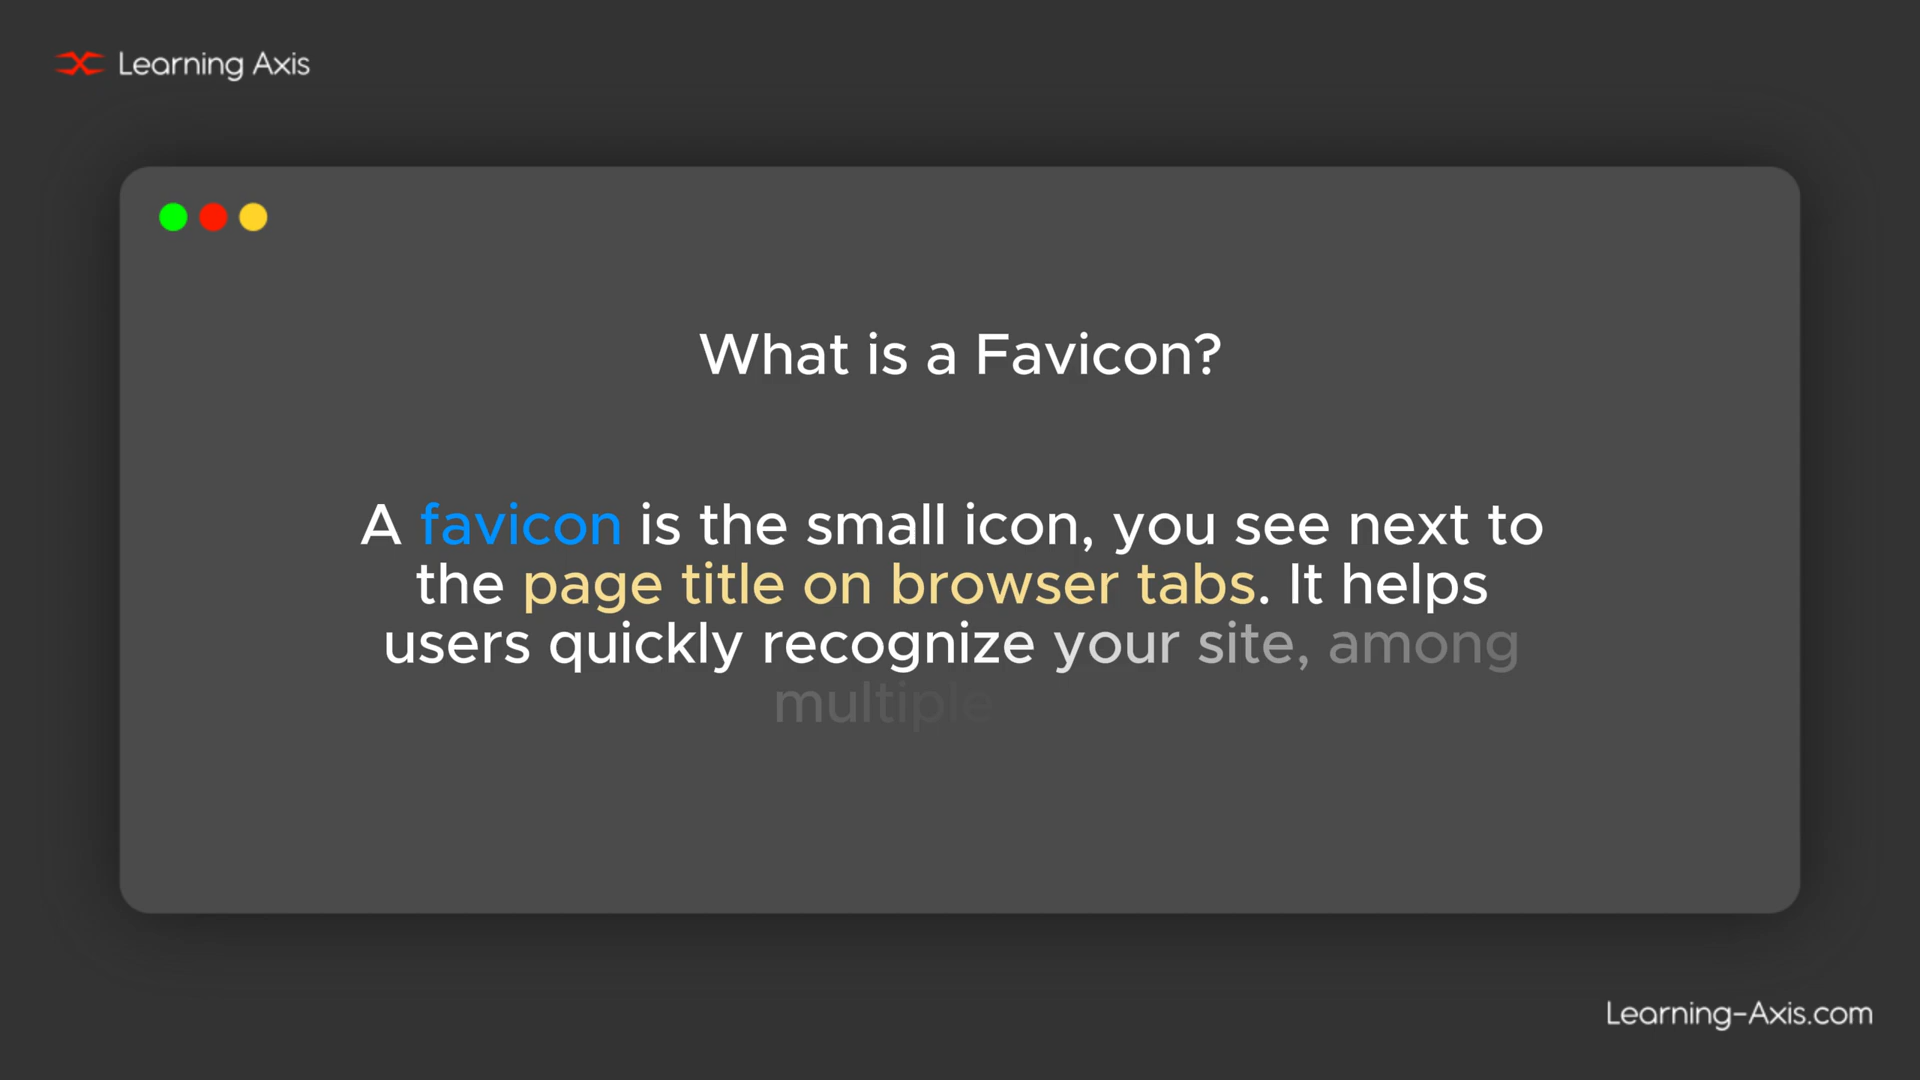 Learning Axis
What is a Favicon?
A favicon is the small icon, you see next to
the page title on browser tabs. It helps
users quickly recognize your site, among
multiple
Learning-Axis.com